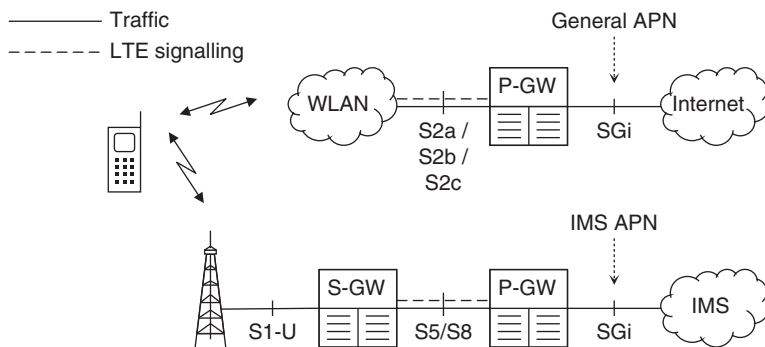 Traffic
LTE signalling
General APN
WLAN
P-GW
Internet
S2a /
S2b /
S2c
SGi
IMS APN
S-GW
P-GW
IMS
S1-U
S5/S8
SGi